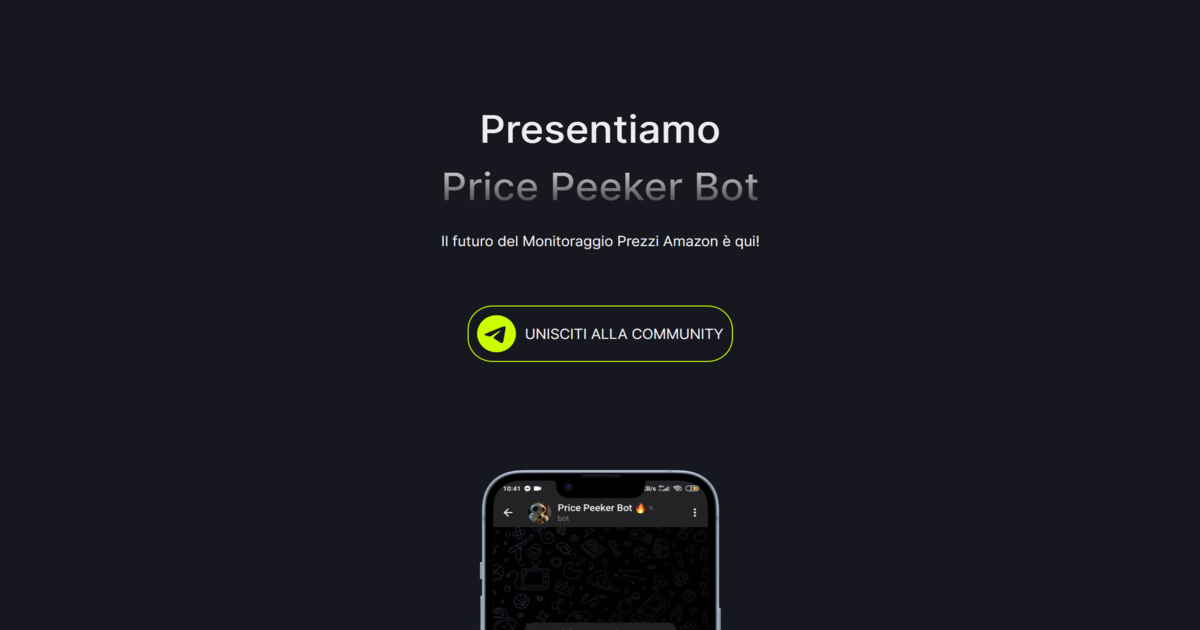 Presentiamo
Price Peeker Bot
Il futuro del Monitoraggio Prezzi Amazon è qui!
UNISCITI ALLA COMMUNITY
10:41
Price Peeker Bot 🔥
bot